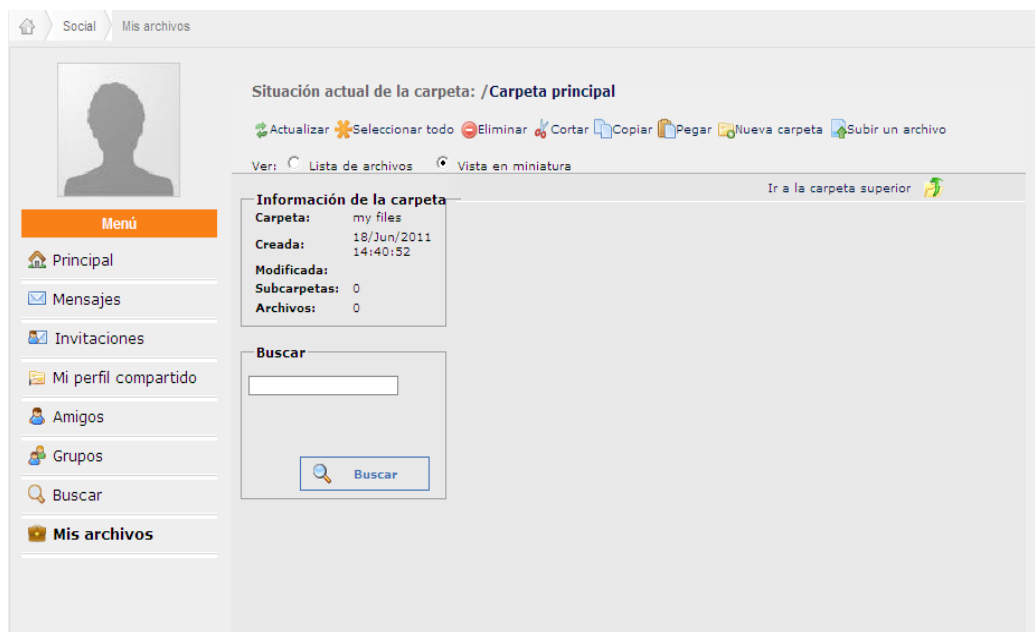 Social Mis archivos
Situación actual de la carpeta: /Carpeta principal
Actualizar Seleccionar todo Eliminar Cortar Copiar Pegar Nueva carpeta Subir un archivo
Ver: Lista de archivos Vista en miniatura
Ir a la carpeta superior
Menú
Principal
Mensajes
Invitaciones
Mi perfil compartido
Amigos
Grupos
Buscar
Mis archivos
Información de la carpeta
Carpeta: my files
Creada: 18/Jun/2011
14:40:52
Modificada:
Subcarpetas: 0
Archivos: 0
Buscar
Buscar